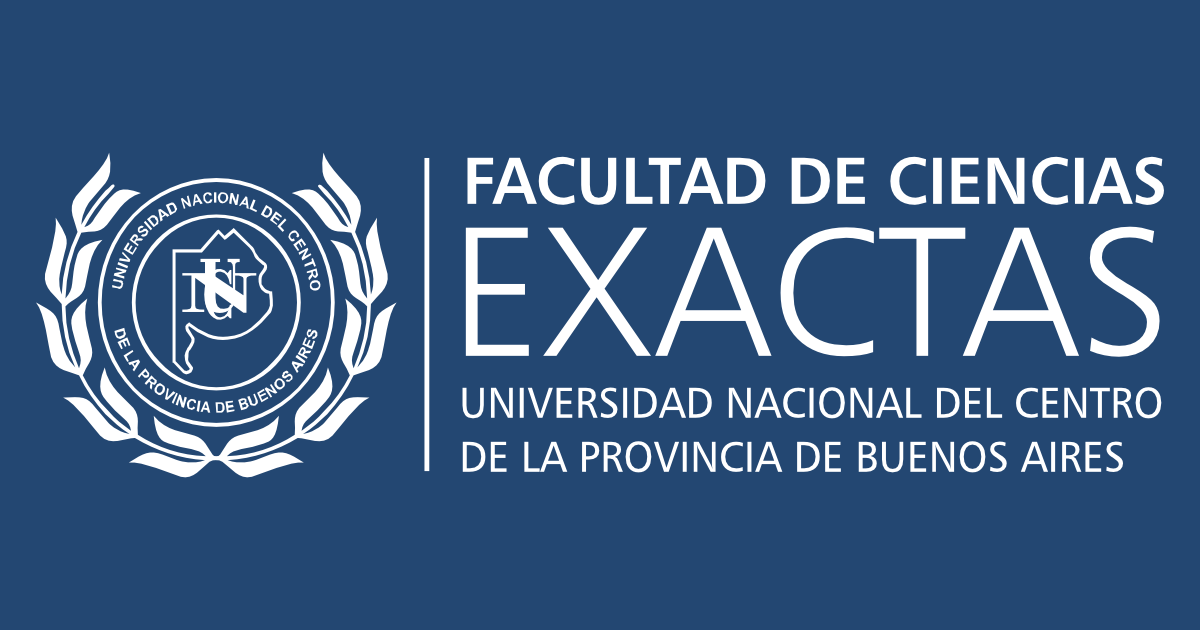 UNIVERSIDAD NACIONAL DEL CENTRO
DE LA PROVINCIA DE BUENOS AIRES
UNC
FACULTAD DE CIENCIAS
EXACTAS
UNIVERSIDAD NACIONAL DEL CENTRO
DE LA PROVINCIA DE BUENOS AIRES